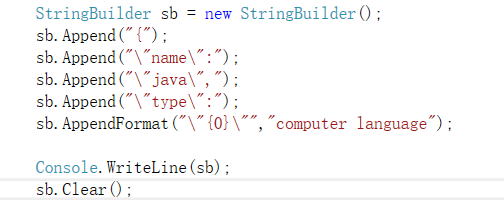 StringBuilder sb = new StringBuilder();
sb.Append("{");
sb.Append("\"name\":");
sb.Append("\"java\",");
sb.Append("\"type\":");
sb.AppendFormat("\"{0}\"","computer language");
Console.WriteLine(sb);
sb.Clear();